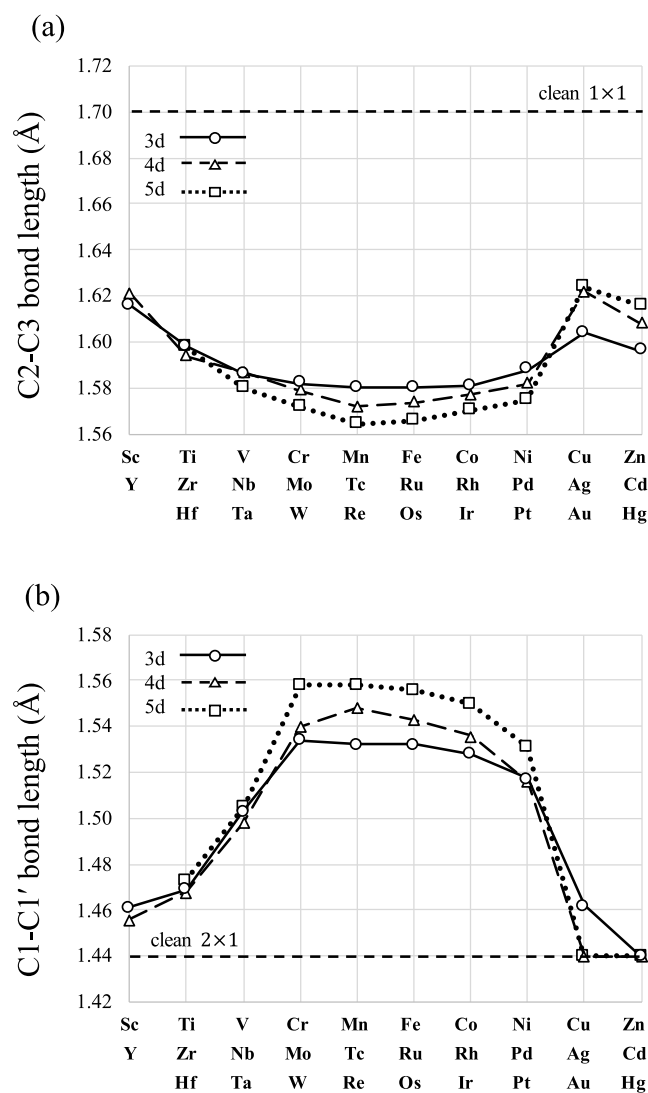 (a)
C2-C3 bond length (Å)
1.72
1.70
1.68
1.66
1.64
1.62
1.60
1.58
1.56
clean 1×1
3d
4d
5d
Sc Ti V Cr Mn Fe Co Ni Cu Zn
Y Zr Nb Mo Tc Ru Rh Pd Ag Cd
Hf Ta W Re Os Ir Pt Au Hg
(b)
C1-C1′ bond length (Å)
1.58
1.56
1.54
1.52
1.50
1.48
1.46
1.44
1.42
3d
4d
5d
clean 2×1
Sc Ti V Cr Mn Fe Co Ni Cu Zn
Y Zr Nb Mo Tc Ru Rh Pd Ag Cd
Hf Ta W Re Os Ir Pt Au Hg